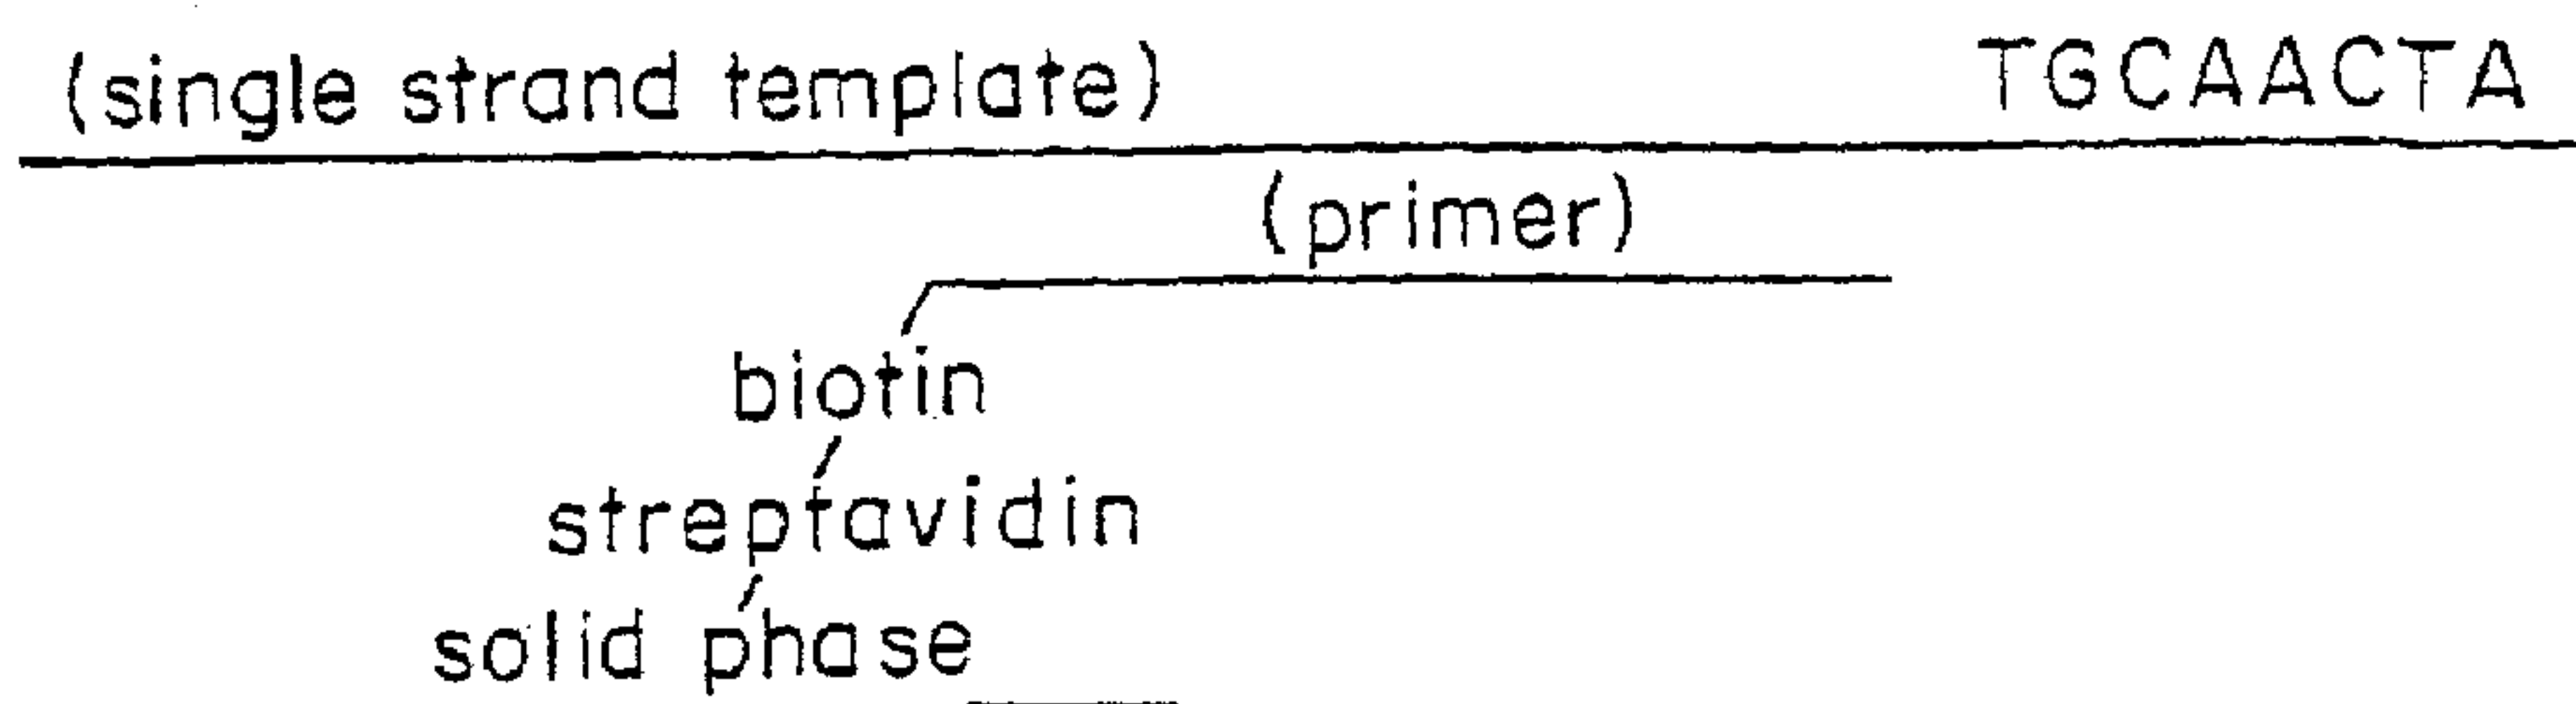 (single strand template) TGCAACTA
(primer)
biotin
streptavidin
solid phase